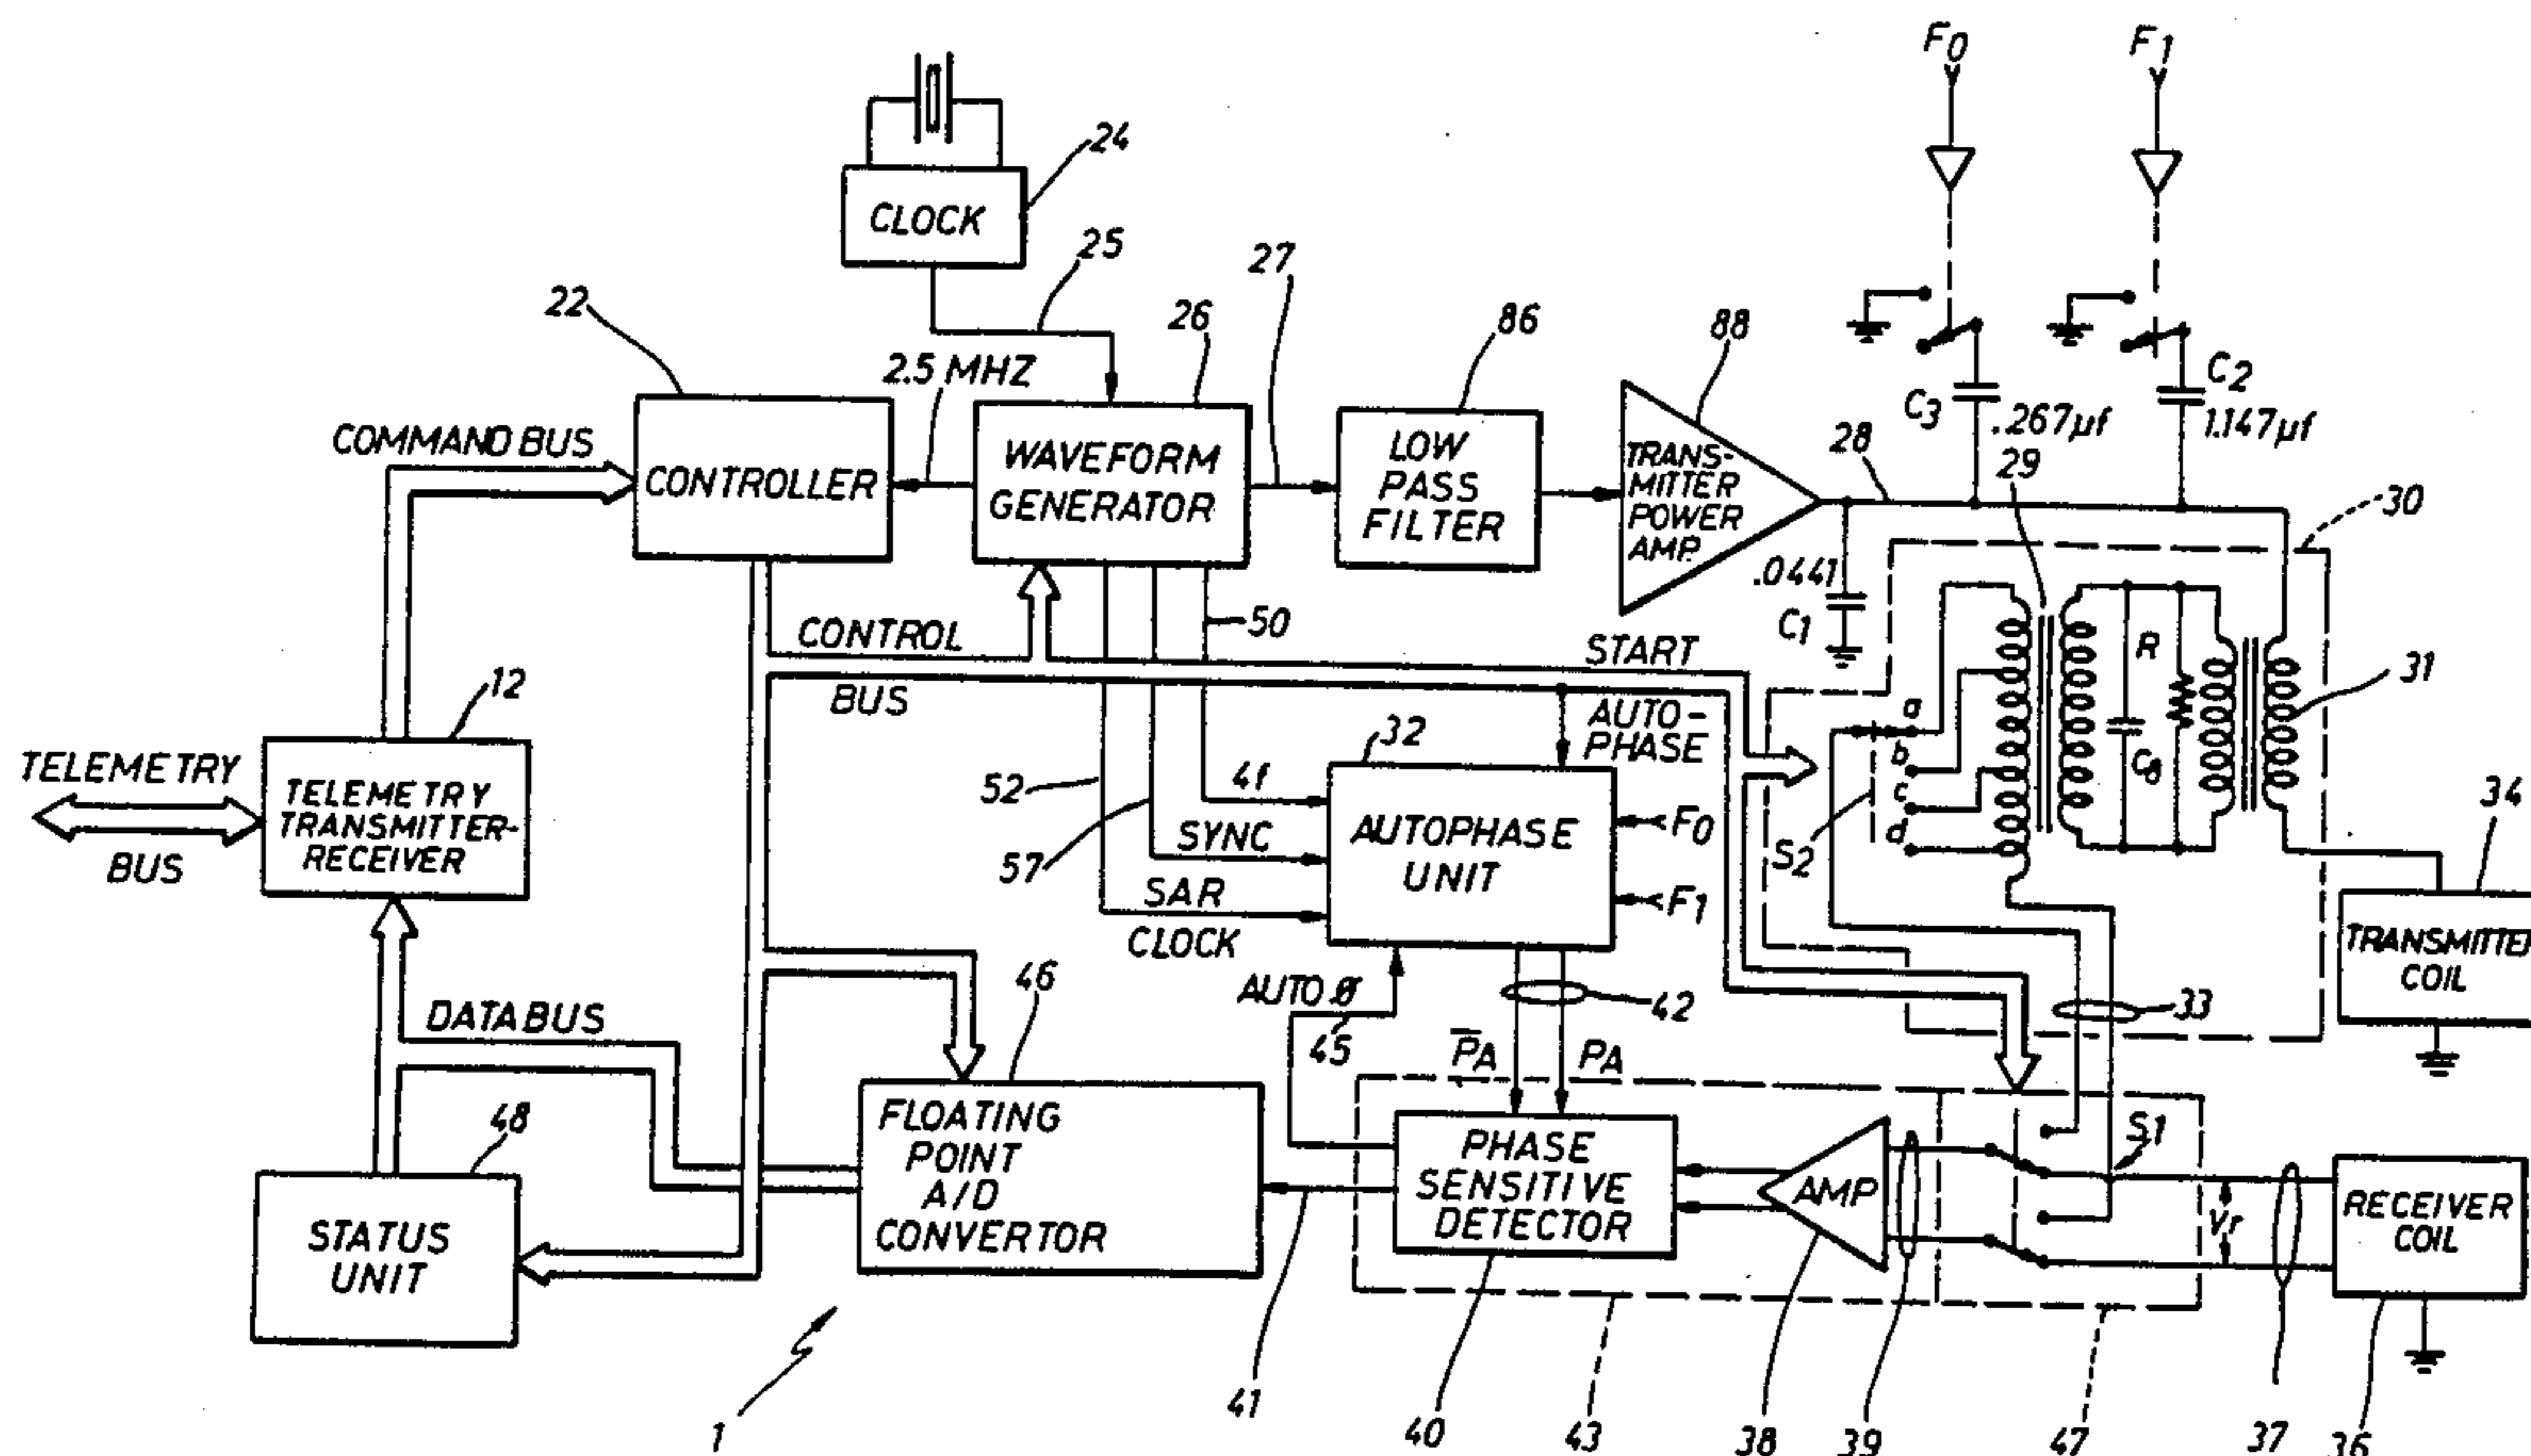 F0
F1
24
CLOCK
25
27
22
26
86
88
2.5 MHZ
C3
.267µf
C2
1.147µf
COMMAND BUS
CONTROLLER
WAVEFORM
GENERATOR
LOW
PASS
FILTER
TRANS-
MITTER
POWER
AMP.
28
29
30
.0441
C1
50
CONTROL
BUS
START
12
AUTO-
PHASE
a
b
c
d
R
31
TELEMETRY
BUS
TELEMETRY
TRANSMITTER-
RECEIVER
52
57
4f
SYNC
SAR
CLOCK
32
AUTOPHASE
UNIT
F0
F1
S2
34
TRANSMITTER
COIL
46
AUTO.Ø
45
42
33
DATA BUS
P̅A
PA
48
FLOATING
POINT
A/D
CONVERTOR
PHASE
SENSITIVE
DETECTOR
AMP
S1
Vr
RECEIVER
COIL
STATUS
UNIT
1
41
40
43
38
39
47
37
36